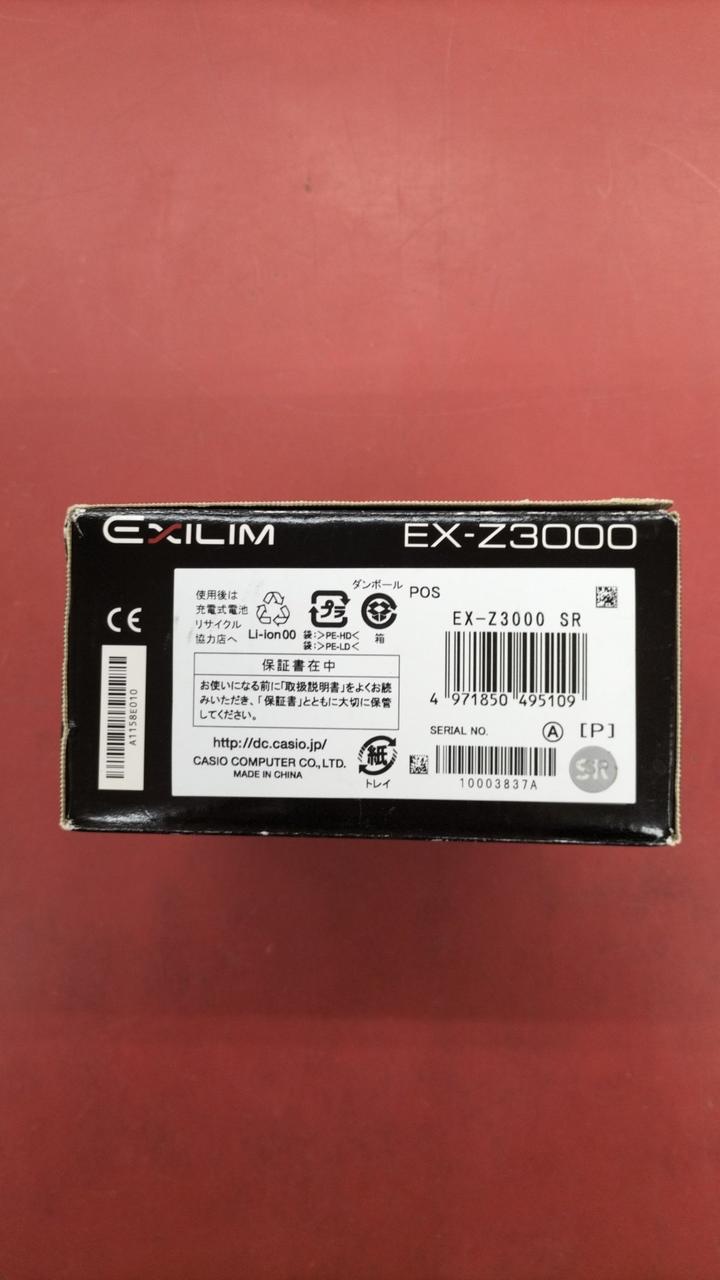 EXILIM
EX-Z3000
CE
A1158E010
使用後は
充電式電池
リサイクル
協力店へ
Li-ion00
プラ
袋:>PE-HD<
袋:>PE-LD<
ダンボール
箱
POS
EX-Z3000 SR
4 971850 495109
保証書在中
お使いになる前に「取扱説明書」をよくお読
みいただき、「保証書」とともに大切に保管
してください。
http://dc.casio.jp/
CASIO COMPUTER CO.,LTD.
MADE IN CHINA
紙
トレイ
SERIAL NO.
Ⓐ [P]
10003837A
SR